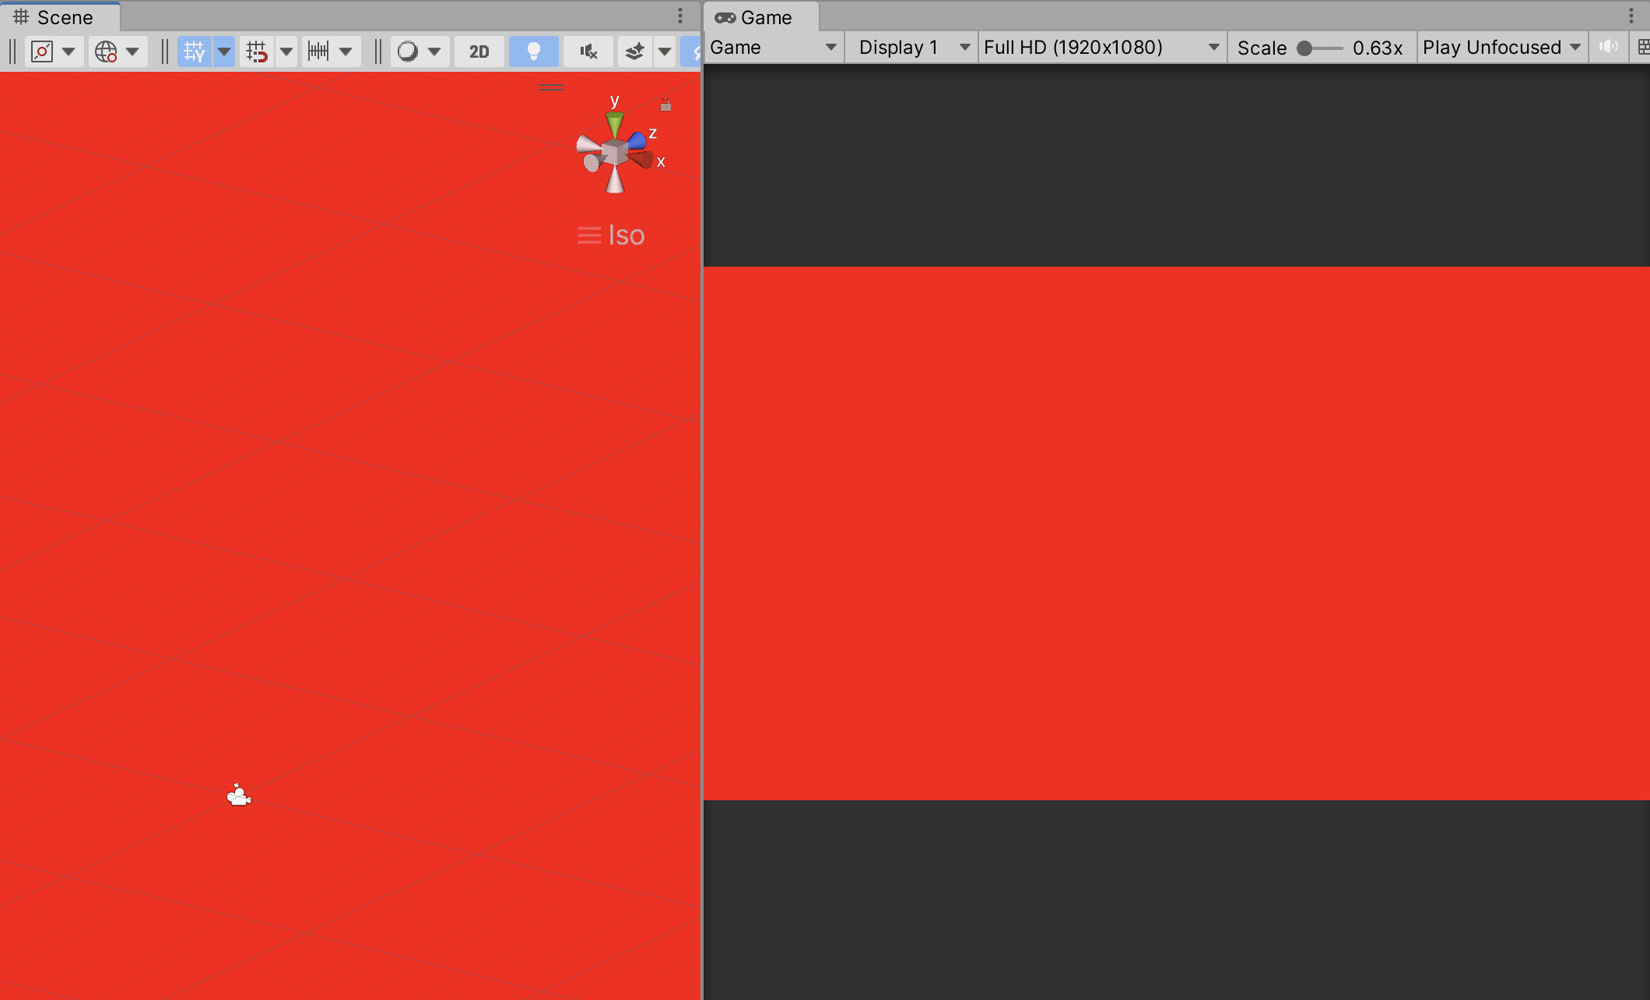 Scene
2D
y
z
x
Iso
Game
Game
Display 1
Full HD (1920x1080)
Scale
0.63x
Play Unfocused